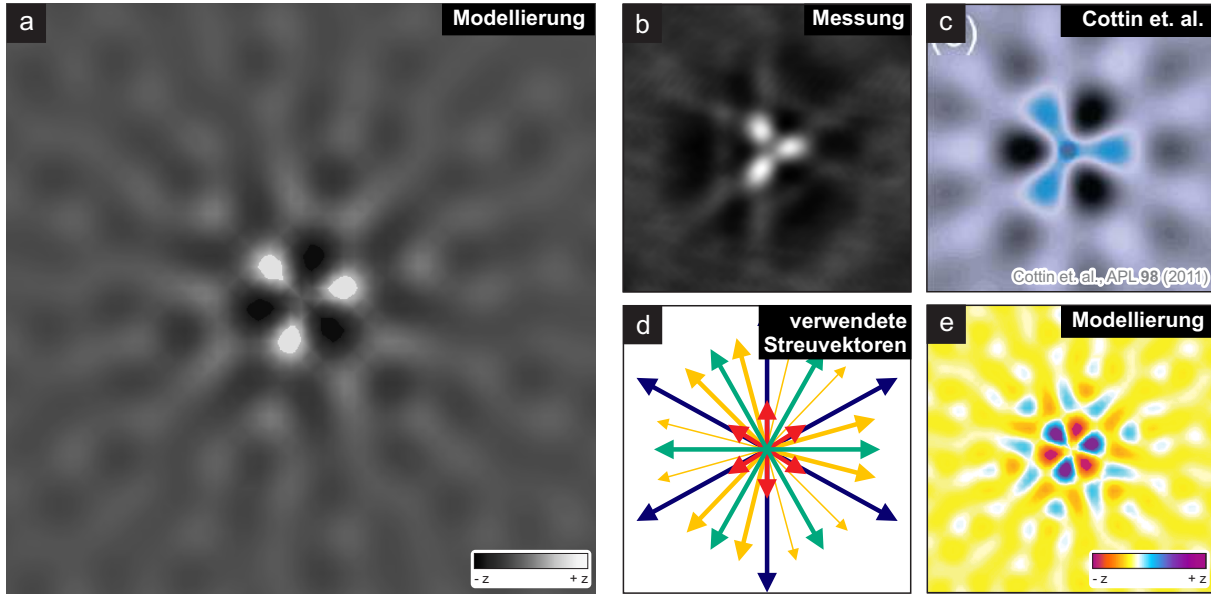 a
Modellierung
- z
+ z
b
Messung
c
Cottin et. al.
Cottin et. al., APL 98 (2011)
d
verwendete
Streuvektoren
e
Modellierung
- z
+ z